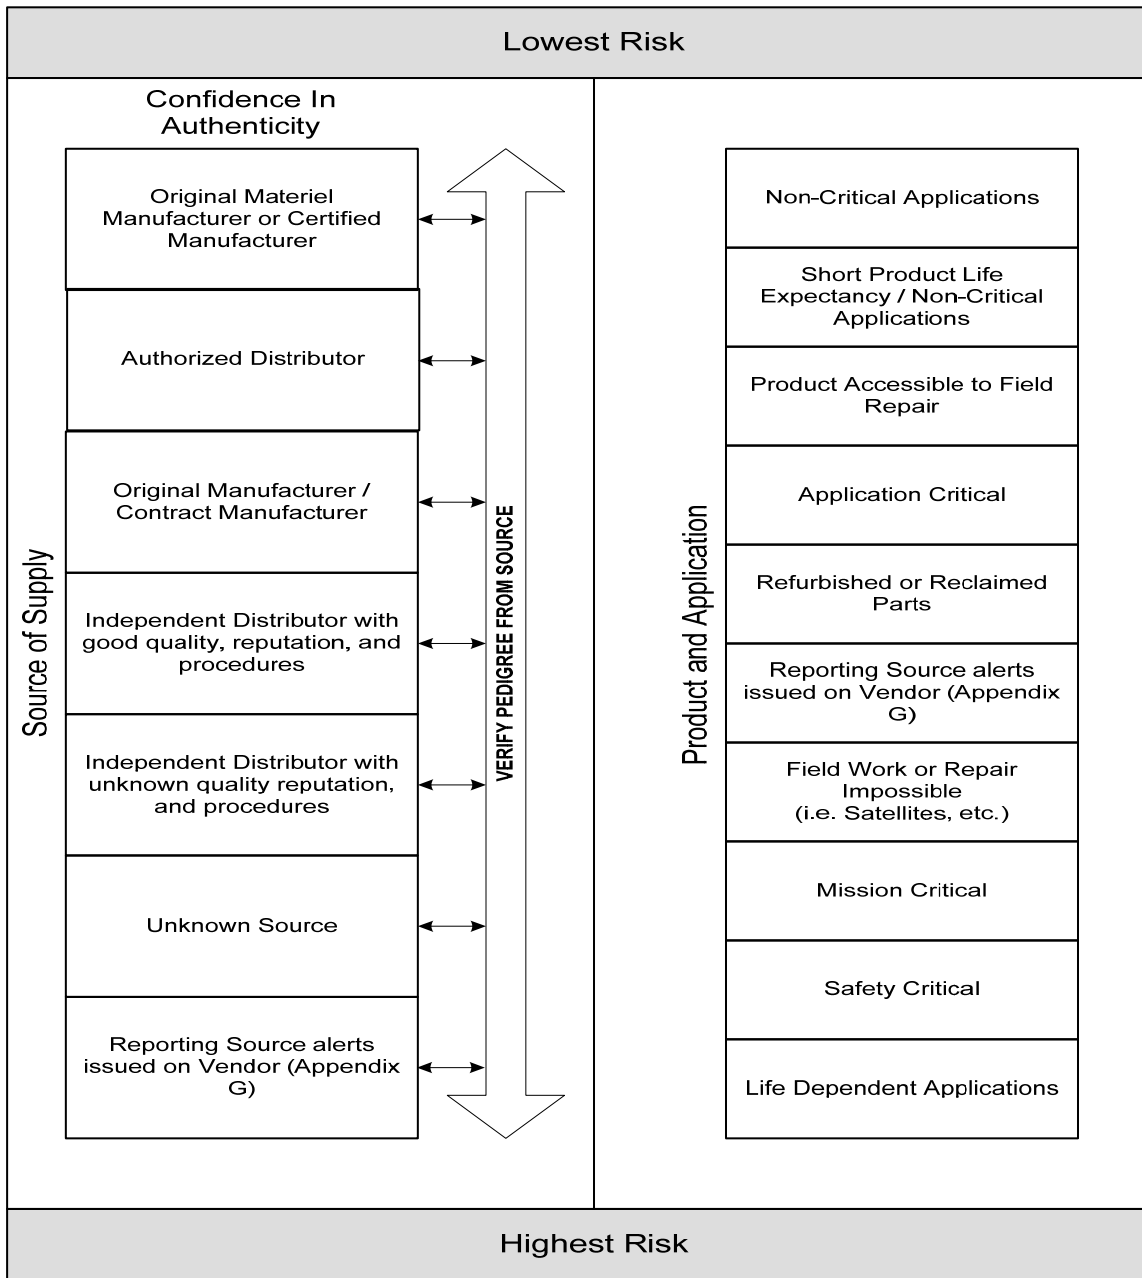 Lowest Risk
Confidence In
Authenticity
Source of Supply
Original Materiel
Manufacturer or Certified
Manufacturer
Authorized Distributor
Original Manufacturer /
Contract Manufacturer
Independent Distributor with
good quality, reputation, and
procedures
Independent Distributor with
unknown quality reputation,
and procedures
Unknown Source
Reporting Source alerts
issued on Vendor (Appendix
G)
VERIFY PEDIGREE FROM SOURCE
Product and Application
Non-Critical Applications
Short Product Life
Expectancy / Non-Critical
Applications
Product Accessible to Field
Repair
Application Critical
Refurbished or Reclaimed
Parts
Reporting Source alerts
issued on Vendor (Appendix
G)
Field Work or Repair
Impossible
(i.e. Satellites, etc.)
Mission Critical
Safety Critical
Life Dependent Applications
Highest Risk